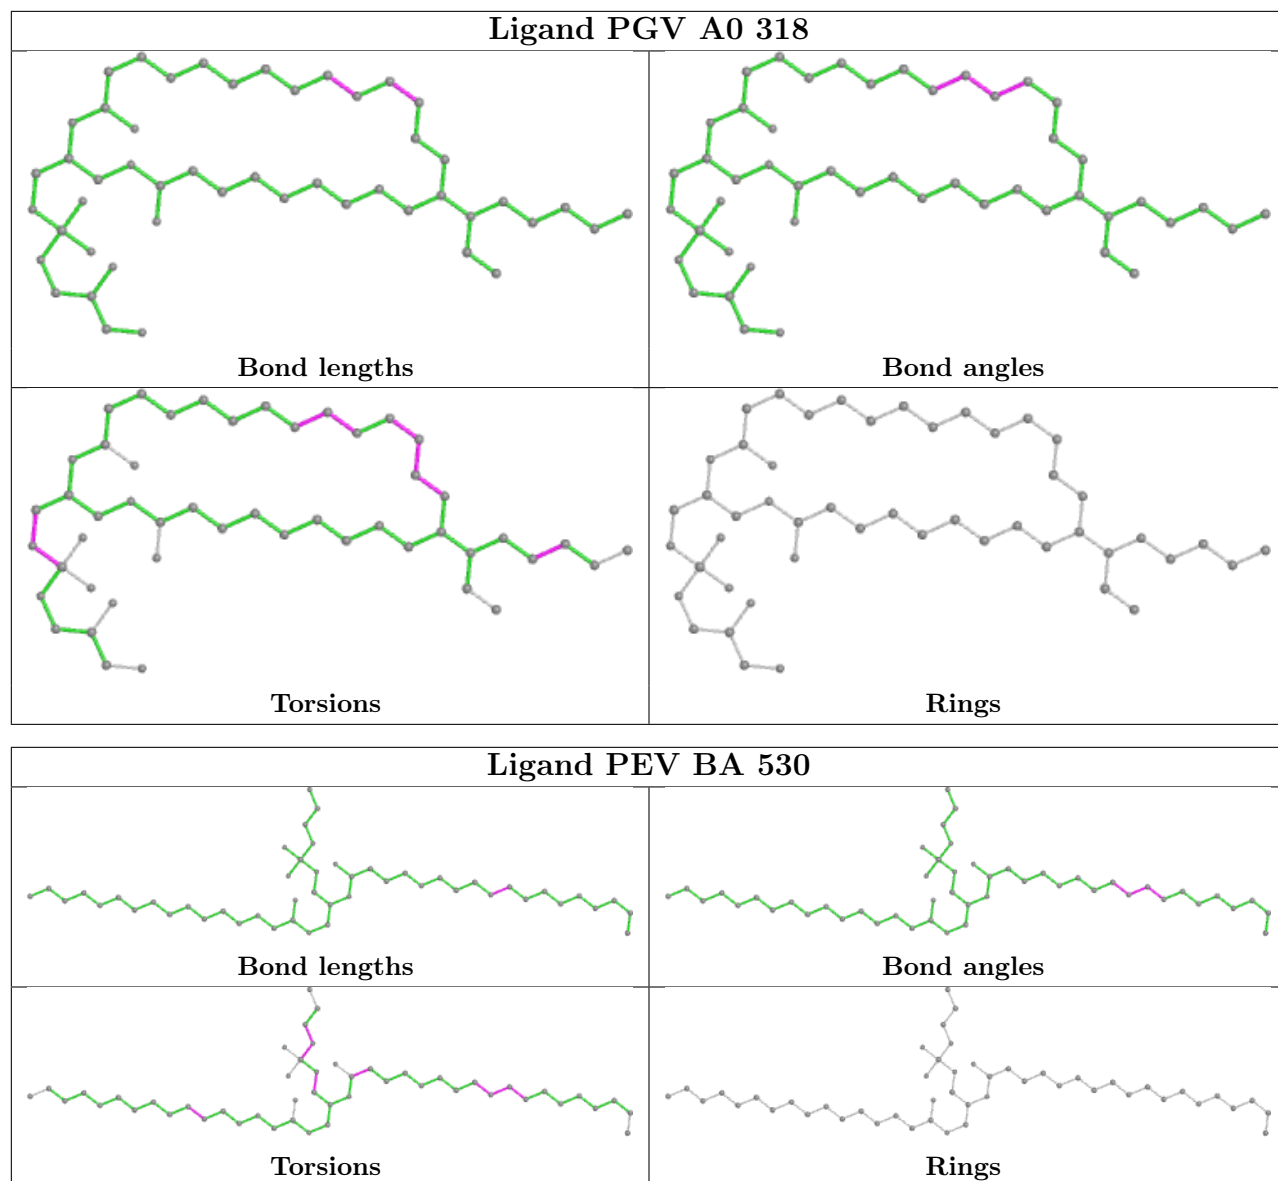 Ligand PGV A0 318
Bond lengths
Bond angles
Torsions
Rings
Ligand PEV BA 530
Bond lengths
Bond angles
Torsions
Rings